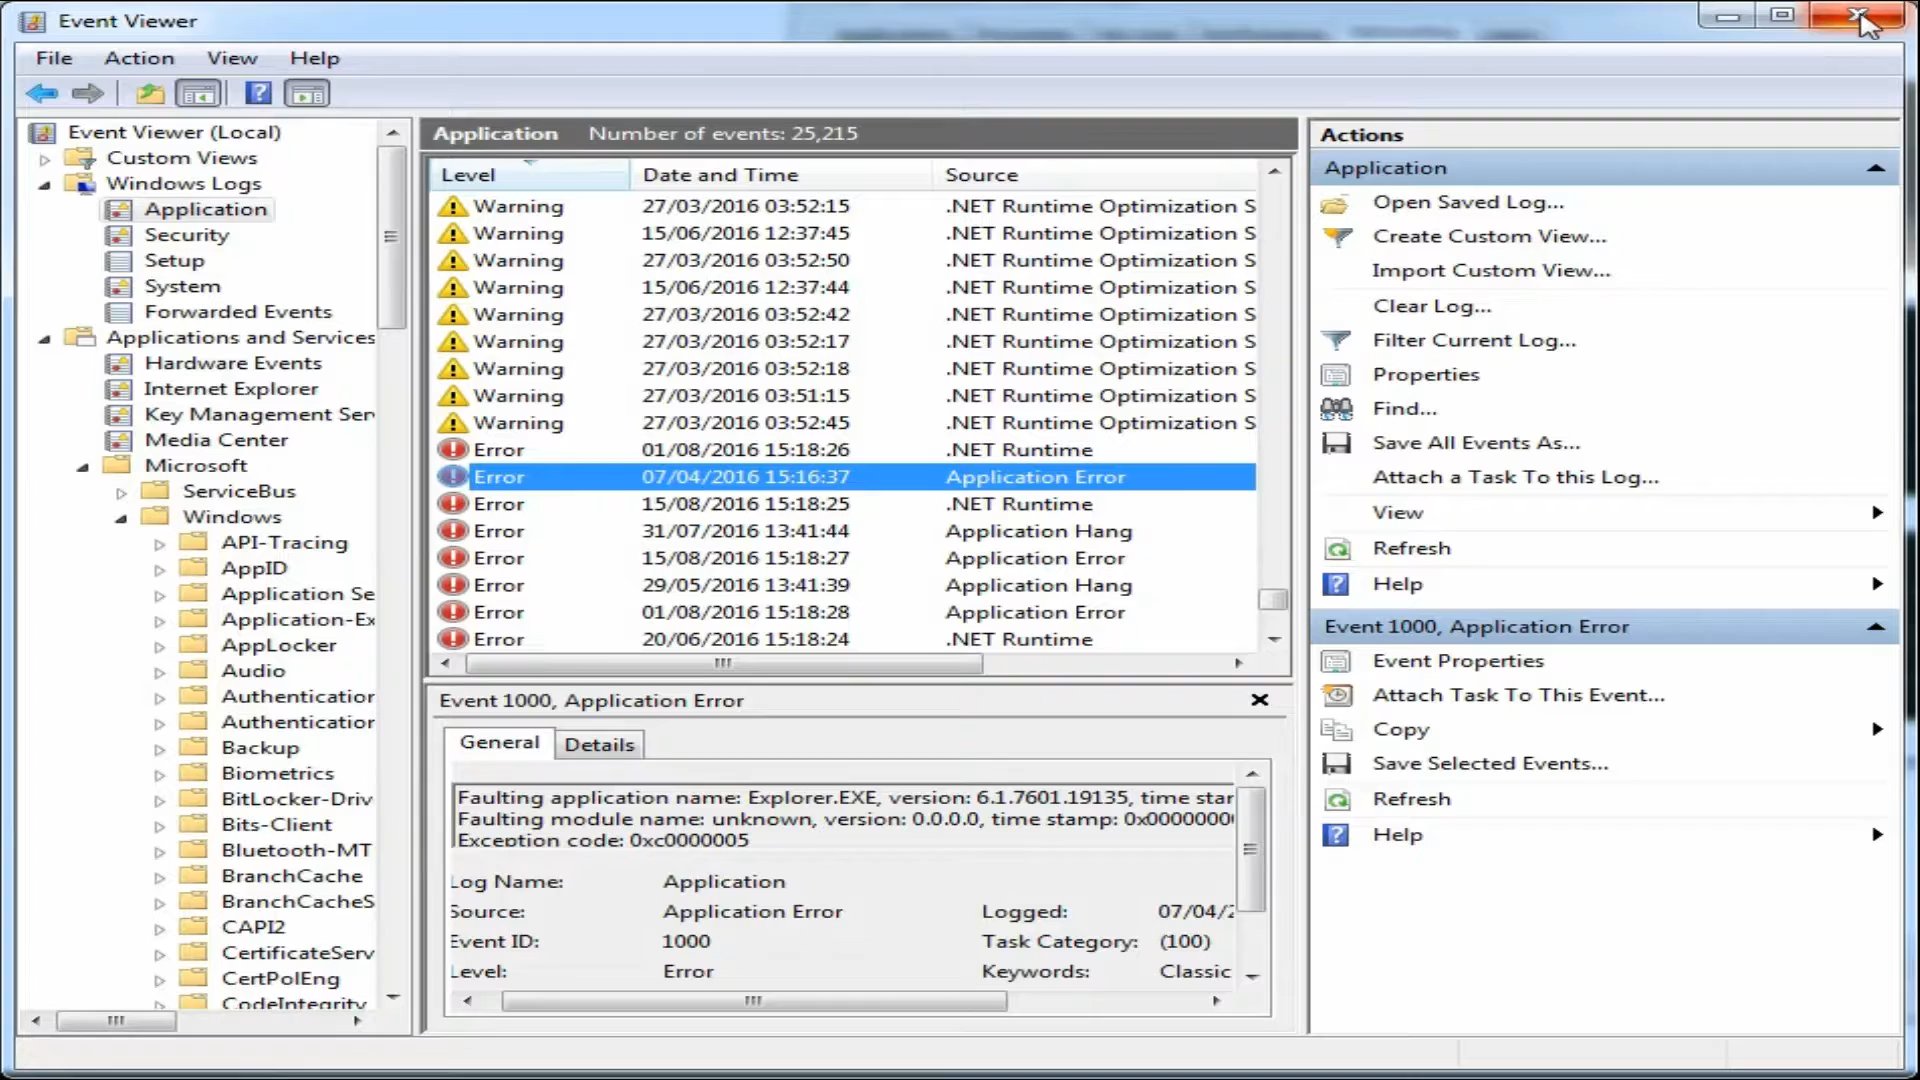 Event Viewer
File Action View Help
Event Viewer (Local)
Custom Views
Windows Logs
Application
Security
Setup
System
Forwarded Events
Applications and Services
Hardware Events
Internet Explorer
Key Management Ser
Media Center
Microsoft
ServiceBus
Windows
API-Tracing
AppID
Application Se
Application-Ex
AppLocker
Audio
Authentication
Authentication
Backup
Biometrics
BitLocker-Driv
Bits-Client
Bluetooth-MT
BranchCache
BranchCacheS
CAPI2
CertificateServ
CertPolEng
CodeIntegrity
Application Number of events: 25,215
Level Date and Time Source
Warning 27/03/2016 03:52:15 .NET Runtime Optimization S
Warning 15/06/2016 12:37:45 .NET Runtime Optimization S
Warning 27/03/2016 03:52:50 .NET Runtime Optimization S
Warning 15/06/2016 12:37:44 .NET Runtime Optimization S
Warning 27/03/2016 03:52:42 .NET Runtime Optimization S
Warning 27/03/2016 03:52:17 .NET Runtime Optimization S
Warning 27/03/2016 03:52:18 .NET Runtime Optimization S
Warning 27/03/2016 03:51:15 .NET Runtime Optimization S
Warning 27/03/2016 03:52:45 .NET Runtime Optimization S
Error 01/08/2016 15:18:26 .NET Runtime
Error 07/04/2016 15:16:37 Application Error
Error 15/08/2016 15:18:25 .NET Runtime
Error 31/07/2016 13:41:44 Application Hang
Error 15/08/2016 15:18:27 Application Error
Error 29/05/2016 13:41:39 Application Hang
Error 01/08/2016 15:18:28 Application Error
Error 20/06/2016 15:18:24 .NET Runtime
Event 1000, Application Error
General Details
Faulting application name: Explorer.EXE, version: 6.1.7601.19135, time star
Faulting module name: unknown, version: 0.0.0.0, time stamp: 0x0000000
Exception code: 0xc0000005
Log Name: Application
Source: Application Error Logged: 07/04/2
Event ID: 1000 Task Category: (100)
Level: Error Keywords: Classic
Actions
Application
Open Saved Log...
Create Custom View...
Import Custom View...
Clear Log...
Filter Current Log...
Properties
Find...
Save All Events As...
Attach a Task To this Log...
View
Refresh
Help
Event 1000, Application Error
Event Properties
Attach Task To This Event...
Copy
Save Selected Events...
Refresh
Help